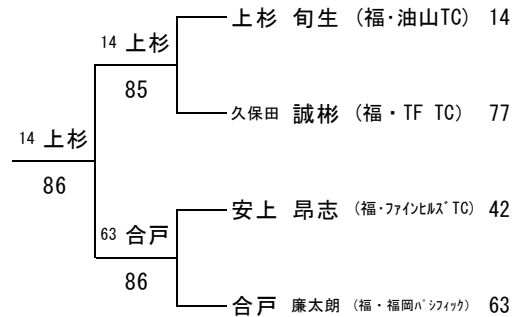 上杉 旬生 (福･油山TC) 14
14 上杉
85
久保田 誠彬 (福・TF TC) 77
14 上杉
86
安上 昂志 (福･ﾌｧｲﾝﾋﾙｽﾞTC) 42
63 合戸
86
合戸 廉太朗 (福・福岡ﾊﾟｼﾌｨｯｸ) 63